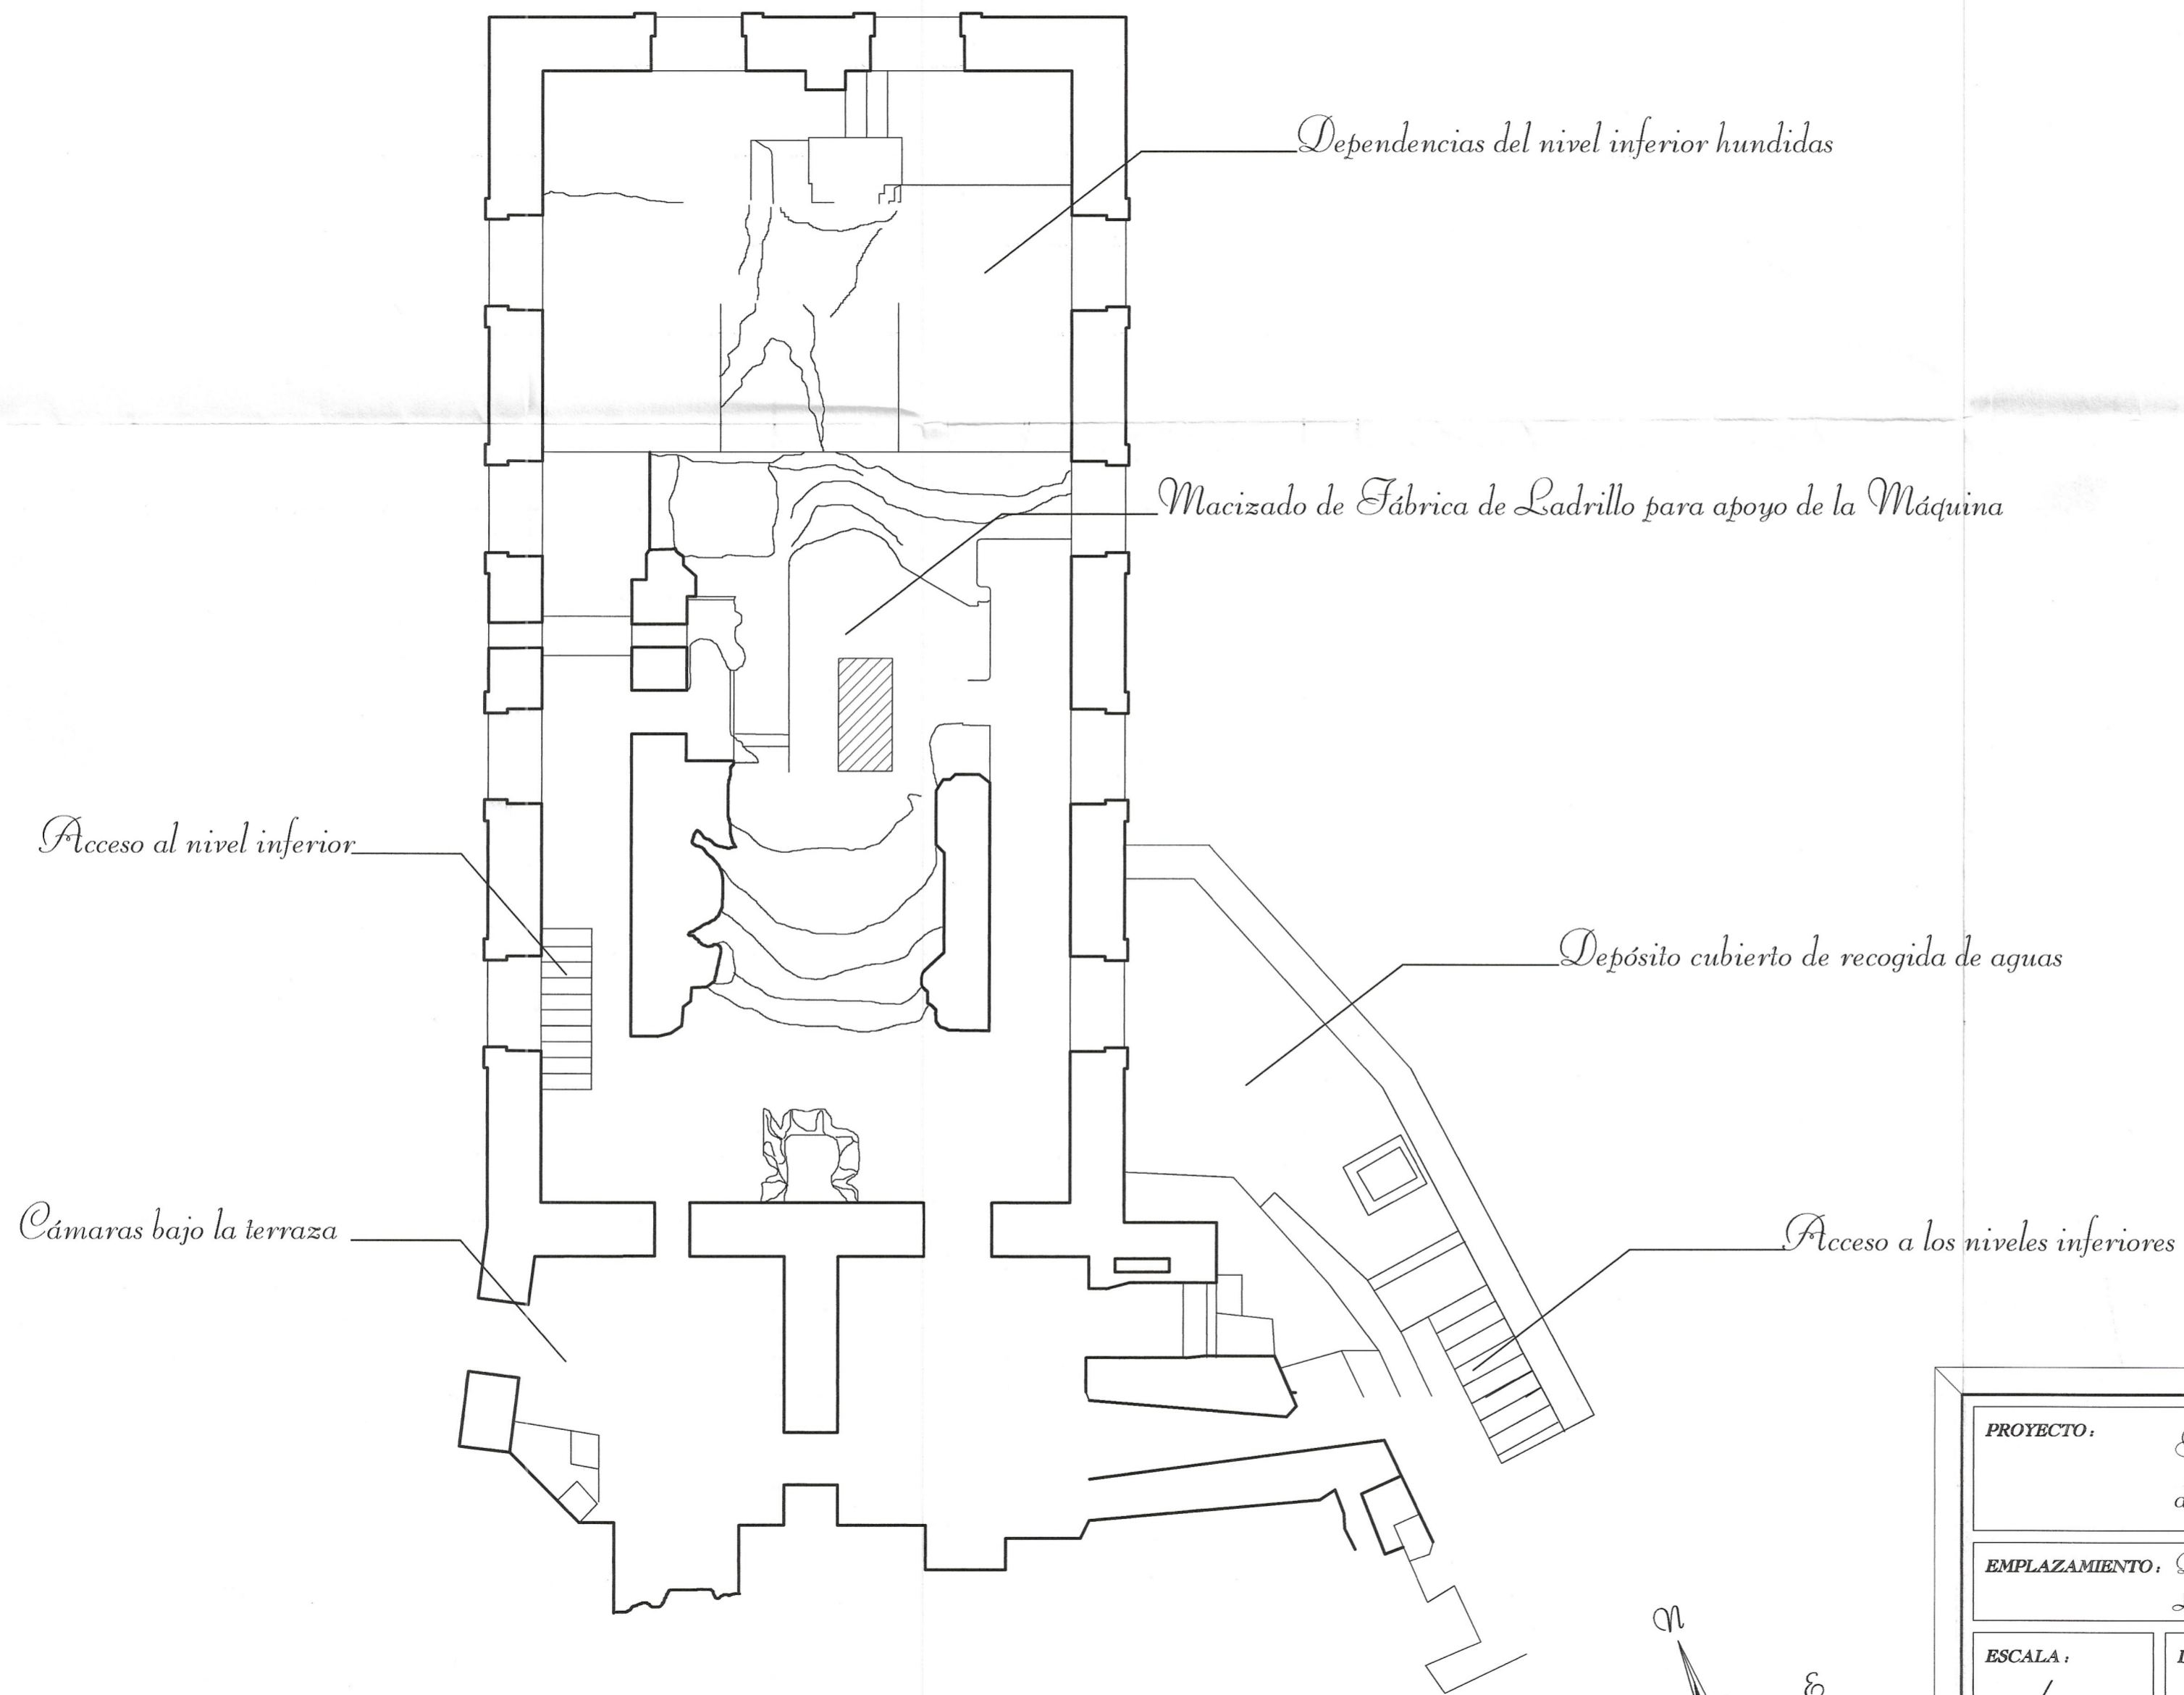 Dependencias del nivel inferior hundidas
Macizado de Fábrica de Ladrillo para apoyo de la Máquina
Acceso al nivel inferior
Depósito cubierto de recogida de aguas
Cámaras bajo la terraza
Acceso a los niveles inferiores
PROYECTO:
EMPLAZAMIENTO:
ESCALA:
N
E